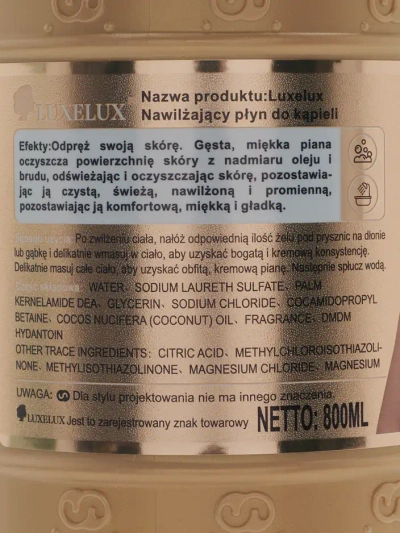 LUXELUX Nazwa produktu:Luxelux
Nawilżający płyn do kąpieli
Efekty:Odpręż swoją skórę. Gęsta, miękka piana
oczyszcza powierzchnię skóry z nadmiaru oleju i
brudu, odświeżając i oczyszczając skórę, pozostawia-
jąc ją czystą, świeżą, nawilżoną i promienną,
pozostawiając ją komfortową, miękką i gładką.
Sposób użycia: Po zwilżeniu ciała, nałóż odpowiednią ilość żelu pod prysznic na dłonie
lub gąbkę i delikatnie wmasuj w ciało, aby uzyskać bogatą i kremową konsystencję.
Delikatnie masuj całe ciało, aby uzyskać obfitą, kremową pianę. Następnie spłucz wodą.
WATER、SODIUM LAURETH SULFATE、PALM
KERNELAMIDE DEA、GLYCERIN、SODIUM CHLORIDE、COCAMIDOPROPYL
BETAINE、COCOS NUCIFERA (COCONUT) OIL、FRAGRANCE、DMDM
HYDANTOIN
OTHER TRACE INGREDIENTS：CITRIC ACID、METHYLCHLOROISOTHIAZOLI-
NONE、METHYLISOTHIAZOLINONE、MAGNESIUM CHLORIDE、MAGNESIUM
UWAGA: Dla stylu projektowania nie ma innego znaczenia.
LUXELUX Jest to zarejestrowany znak towarowy NETTO; 800ML